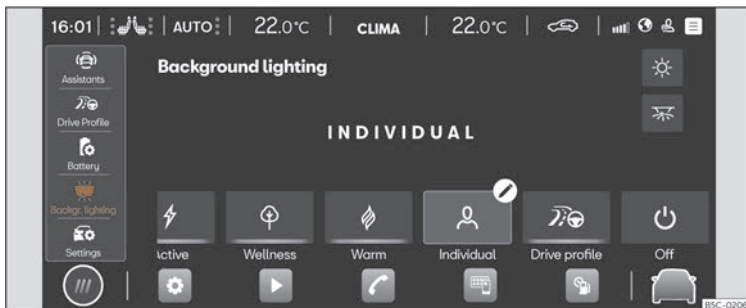 16:01 AUTO 22.0°C CLIMA 22.0°C
Assistants
Background lighting
Drive Profile
INDIVIDUAL
Battery
Backgr. lighting
Settings
Active Wellness Warm Individual Drive profile Off
B5C-0206